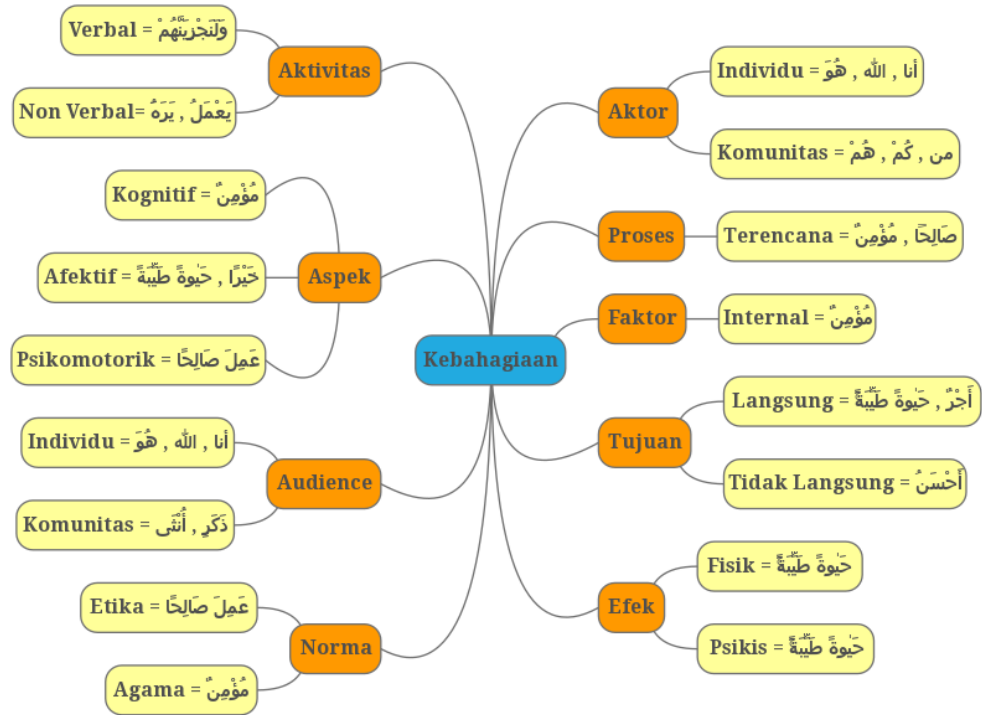 Kebahagiaan
Aktivitas
Verbal = وَلَنَجْزِيَنَّهُمْ
Non Verbal= يَعْمَلُ , يَرَهُ
Aspek
Kognitif = مُؤْمِنٌ
Afektif = خَيْرًا , حَيٰوةً طَيِّبَةً
Psikomotorik = عَمِلَ صَالِحًا
Audience
Individu = أنا , الله , هُوَ
Komunitas = ذَكَرٍ , أُنْثَى
Norma
Etika = عَمِلَ صَالِحًا
Agama = مُؤْمِنٌ
Aktor
Individu = أنا , الله , هُوَ
Komunitas = من , كُمْ , هُمْ
Proses
Terencana = صَالِحًا , مُؤْمِنٌ
Faktor
Internal = مُؤْمِنٌ
Tujuan
Langsung = أَجْرٌ , حَيٰوةً طَيِّبَةً
Tidak Langsung = أَحْسَنُ
Efek
Fisik = حَيٰوةً طَيِّبَةً
Psikis = حَيٰوةً طَيِّبَةً